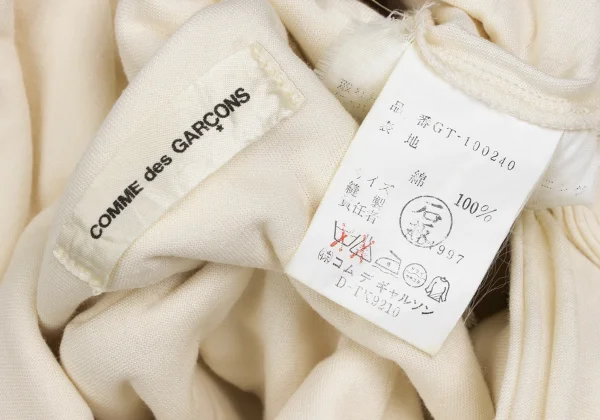 COMME des GARÇONS
*
品番GT-100240
表地
綿 100%
サイズ
縫製
責任者
1997
㈱コム デ ギャルソン
D-TK9210